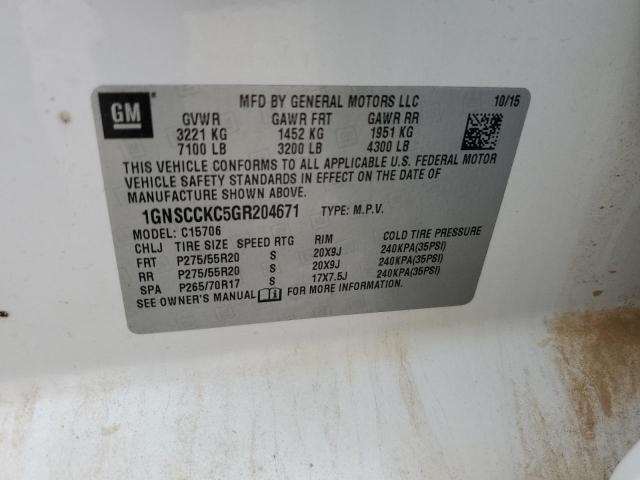 GM
MFD BY GENERAL MOTORS LLC 10/15
GVWR GAWR FRT GAWR RR
3221 KG 1452 KG 1951 KG
7100 LB 3200 LB 4300 LB
THIS VEHICLE CONFORMS TO ALL APPLICABLE U.S. FEDERAL MOTOR
VEHICLE SAFETY STANDARDS IN EFFECT ON THE DATE OF
MANUFACTURE SHOWN ABOVE.
1GNSCCKC5GR204671 TYPE: M.P.V.
MODEL: C15706
CHLJ TIRE SIZE SPEED RTG RIM COLD TIRE PRESSURE
FRT P275/55R20 S 20X9J 240KPA(35PSI)
RR P275/55R20 S 20X9J 240KPA(35PSI)
SPA P265/70R17 S 17X7.5J 240KPA(35PSI)
SEE OWNER'S MANUAL FOR MORE INFORMATION.